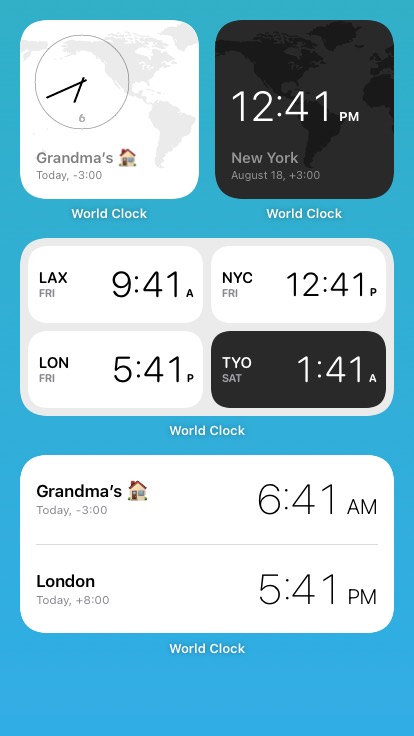 6
Grandma's 🏠
Today, -3:00
World Clock
12:41 PM
New York
August 18, +3:00
World Clock
LAX
FRI
9:41 A
NYC
FRI
12:41 P
LON
FRI
5:41 P
TYO
SAT
1:41 A
World Clock
Grandma's 🏠
Today, -3:00
6:41 AM
London
Today, +8:00
5:41 PM
World Clock